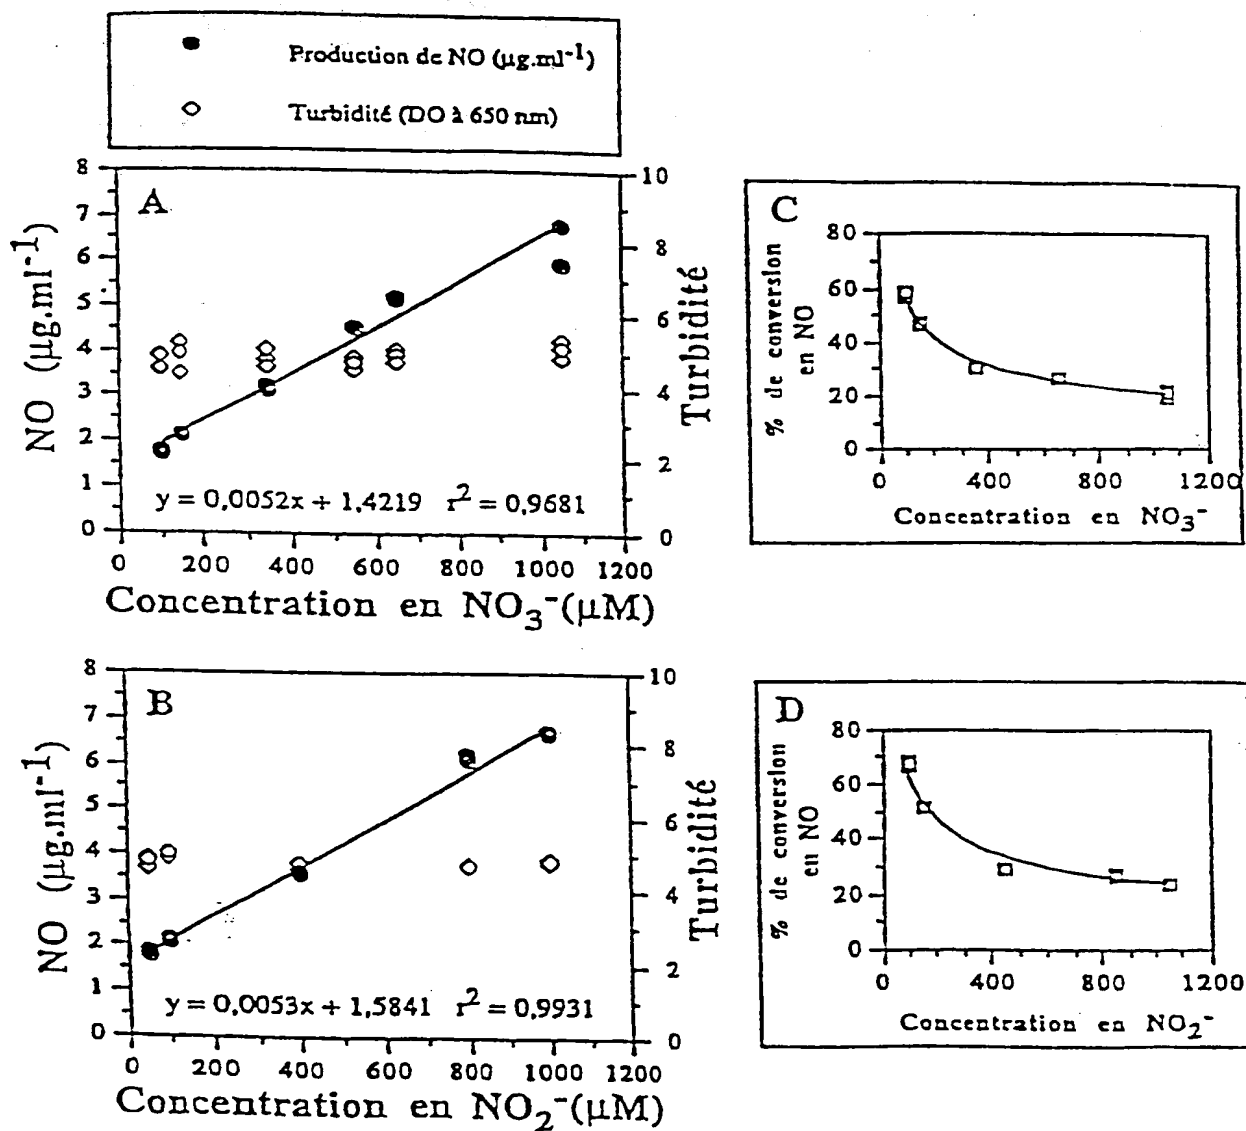 Production de NO (µg.ml⁻¹)
Turbidité (DO à 650 nm)
A
NO (µg.ml⁻¹)
8
7
6
5
4
3
2
1
0
Turbidité
10
8
6
4
2
0
y = 0,0052x + 1,4219 r² = 0,9681
0 200 400 600 800 1000 1200
Concentration en NO₃⁻(µM)
C
% de conversion
en NO
80
60
40
20
0
0 400 800 1200
Concentration en NO₃⁻
B
NO (µg.ml⁻¹)
8
7
6
5
4
3
2
1
0
Turbidité
10
8
6
4
2
0
y = 0,0053x + 1,5841 r² = 0,9931
0 200 400 600 800 1000 1200
Concentration en NO₂⁻(µM)
D
% de conversion
en NO
80
60
40
20
0
0 400 800 1200
Concentration en NO₂⁻